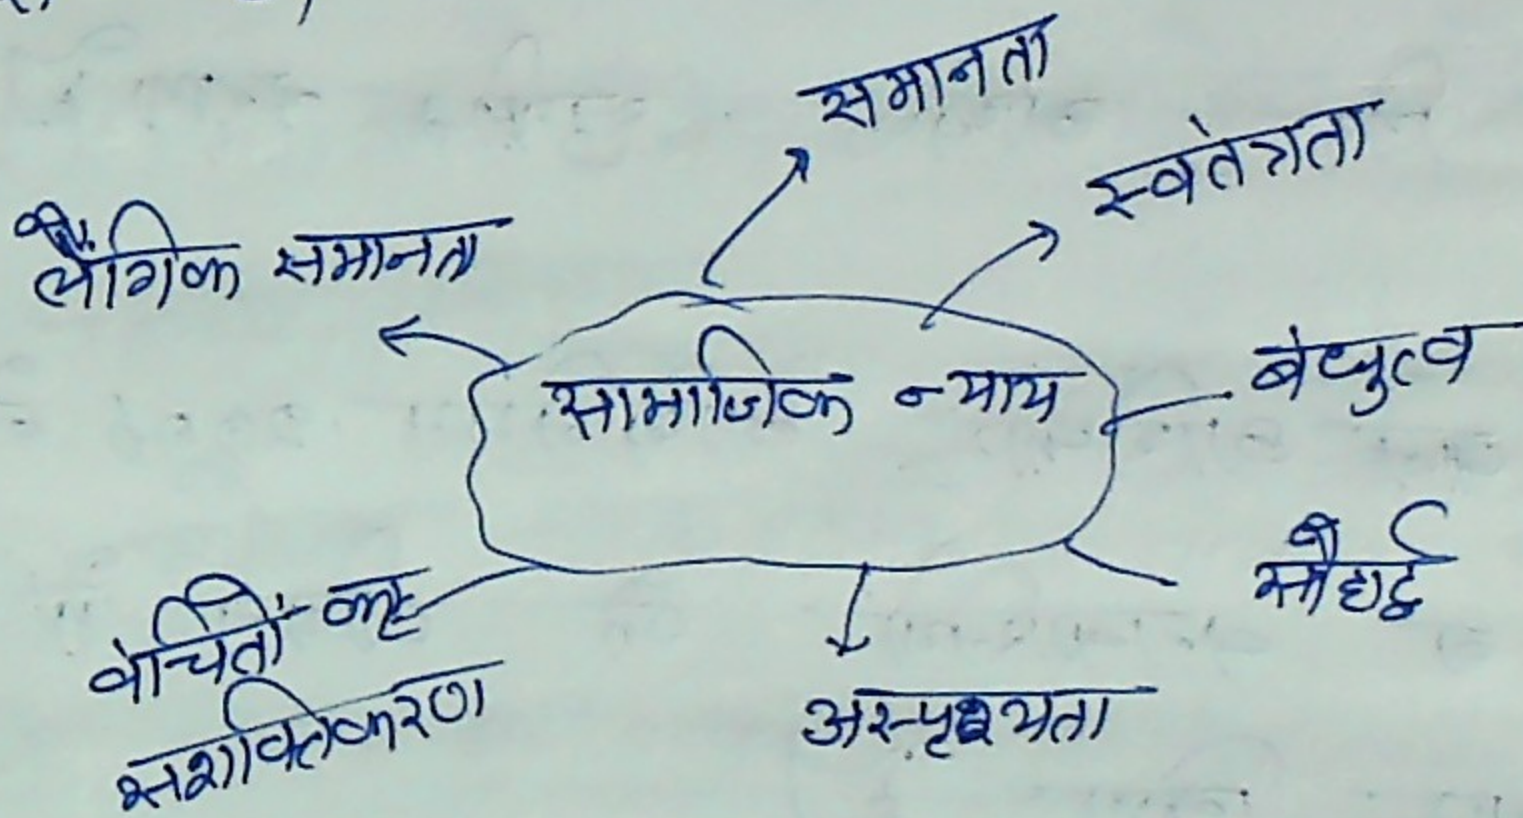 समानता
स्वतंत्रता
लैंगिक समानता
सामाजिक न्याय
बंधुत्व
सौहार्द्र
वंचितों का
सशक्तिकरण
अस्पृश्यता